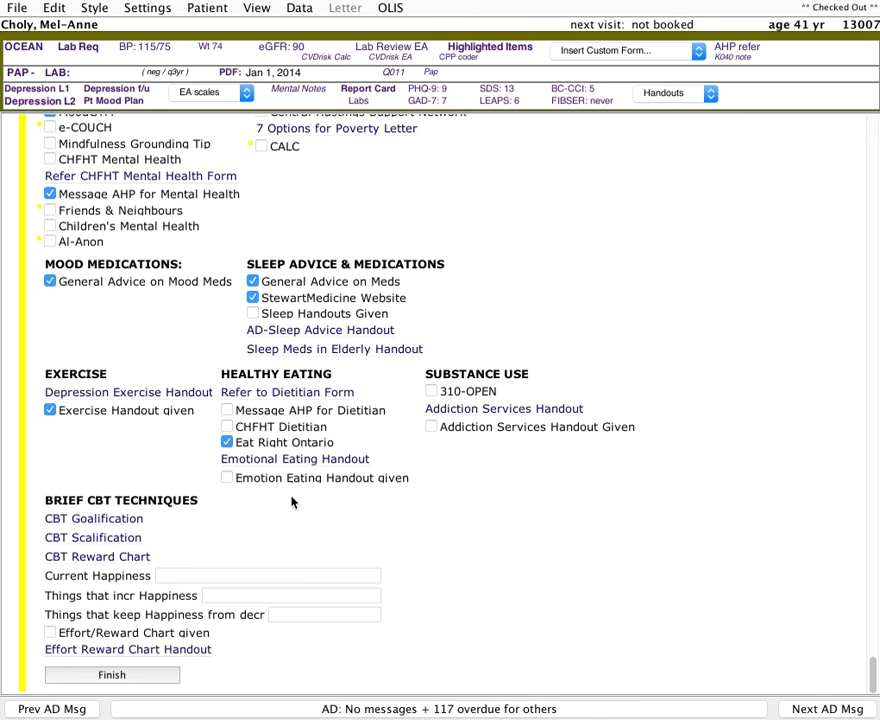 File Edit Style Settings Patient View Data Letter OLIS ** Checked Out **
Choly, Mel-Anne next visit: not booked age 41 yr 13007
OCEAN Lab Req BP: 115/75 Wt 74 eGFR: 90 Lab Review EA Highlighted Items Insert Custom Form... AHP refer
CVDrisk Calc CVDrisk EA CPP coder K040 note
PAP - LAB: ( neg / q3yr ) PDF: Jan 1, 2014 Q011 Pap
Depression L1 Depression f/u EA scales Mental Notes Report Card PHQ-9: 9 SDS: 13 BC-CCI: 5 Handouts
Depression L2 Pt Mood Plan Labs GAD-7: 7 LEAPS: 6 FIBSER: never
e-COUCH 7 Options for Poverty Letter
Mindfulness Grounding Tip CALC
CHFHT Mental Health
Refer CHFHT Mental Health Form
Message AHP for Mental Health
Friends & Neighbours
Children's Mental Health
Al-Anon
MOOD MEDICATIONS: SLEEP ADVICE & MEDICATIONS
General Advice on Mood Meds General Advice on Meds
StewartMedicine Website
Sleep Handouts Given
AD-Sleep Advice Handout
Sleep Meds in Elderly Handout
EXERCISE HEALTHY EATING SUBSTANCE USE
Depression Exercise Handout Refer to Dietitian Form 310-OPEN
Exercise Handout given Message AHP for Dietitian Addiction Services Handout
CHFHT Dietitian Addiction Services Handout Given
Eat Right Ontario
Emotional Eating Handout
Emotion Eating Handout given
BRIEF CBT TECHNIQUES
CBT Goalification
CBT Scalification
CBT Reward Chart
Current Happiness
Things that incr Happiness
Things that keep Happiness from decr
Effort/Reward Chart given
Effort Reward Chart Handout
Finish
Prev AD Msg AD: No messages + 117 overdue for others Next AD Msg